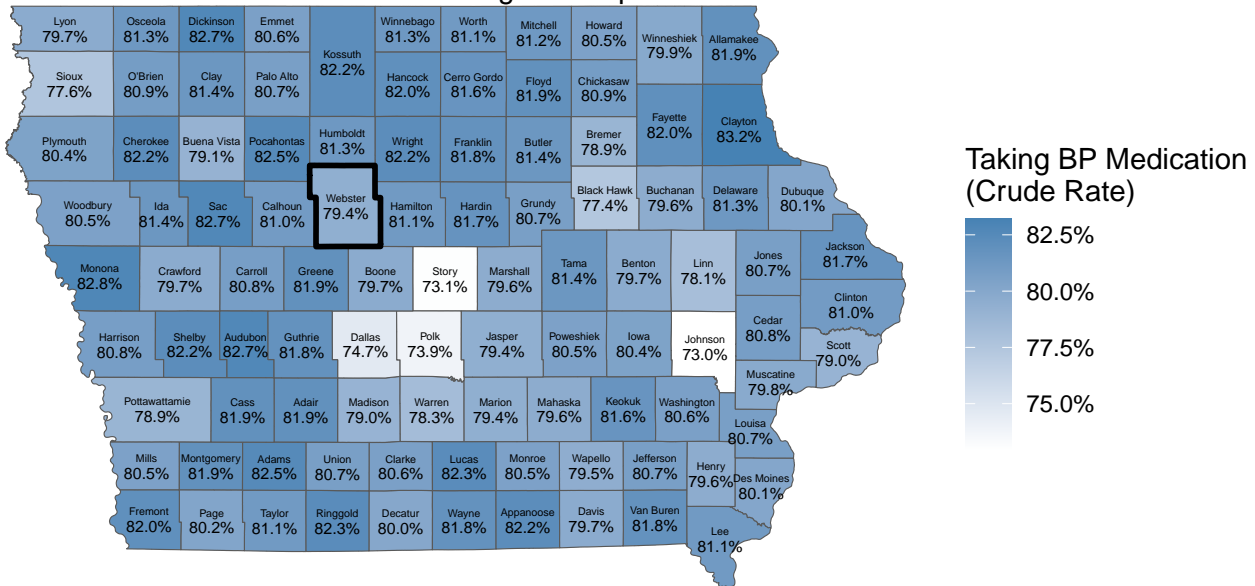 Lyon
79.7%
Osceola
81.3%
Dickinson
82.7%
Emmet
80.6%
Kossuth
82.2%
Winnebago
81.3%
Worth
81.1%
Mitchell
81.2%
Howard
80.5%
Winneshiek
79.9%
Allamakee
81.9%
Sioux
77.6%
O'Brien
80.9%
Clay
81.4%
Palo Alto
80.7%
Hancock
82.0%
Cerro Gordo
81.6%
Floyd
81.9%
Chickasaw
80.9%
Fayette
82.0%
Clayton
83.2%
Plymouth
80.4%
Cherokee
82.2%
Buena Vista
79.1%
Pocahontas
82.5%
Humboldt
81.3%
Wright
82.2%
Franklin
81.8%
Butler
81.4%
Bremer
78.9%
Woodbury
80.5%
Ida
81.4%
Sac
82.7%
Calhoun
81.0%
Webster
79.4%
Hamilton
81.1%
Hardin
81.7%
Grundy
80.7%
Black Hawk
77.4%
Buchanan
79.6%
Delaware
81.3%
Dubuque
80.1%
Monona
82.8%
Crawford
79.7%
Carroll
80.8%
Greene
81.9%
Boone
79.7%
Story
73.1%
Marshall
79.6%
Tama
81.4%
Benton
79.7%
Linn
78.1%
Jones
80.7%
Jackson
81.7%
Clinton
81.0%
Harrison
80.8%
Shelby
82.2%
Audubon
82.7%
Guthrie
81.8%
Dallas
74.7%
Polk
73.9%
Jasper
79.4%
Poweshiek
80.5%
Iowa
80.4%
Johnson
73.0%
Cedar
80.8%
Scott
79.0%
Muscatine
79.8%
Pottawattamie
78.9%
Cass
81.9%
Adair
81.9%
Madison
79.0%
Warren
78.3%
Marion
79.4%
Mahaska
79.6%
Keokuk
81.6%
Washington
80.6%
Louisa
80.7%
Mills
80.5%
Montgomery
81.9%
Adams
82.5%
Union
80.7%
Clarke
80.6%
Lucas
82.3%
Monroe
80.5%
Wapello
79.5%
Jefferson
80.7%
Henry
79.6%
Des Moines
80.1%
Fremont
82.0%
Page
80.2%
Taylor
81.1%
Ringgold
82.3%
Decatur
80.0%
Wayne
81.8%
Appanoose
82.2%
Davis
79.7%
Van Buren
81.8%
Lee
81.1%
Taking BP Medication
(Crude Rate)
82.5%
80.0%
77.5%
75.0%